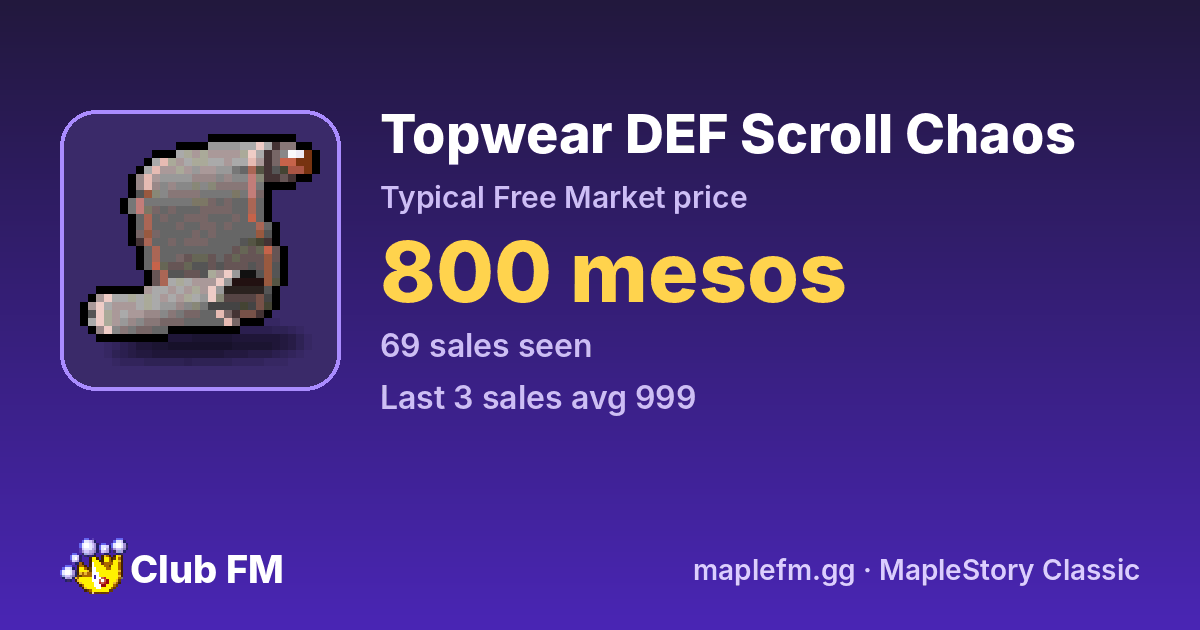 Topwear DEF Scroll Chaos
Typical Free Market price
800 mesos
69 sales seen
Last 3 sales avg 999
Club FM
maplefm.gg · MapleStory Classic